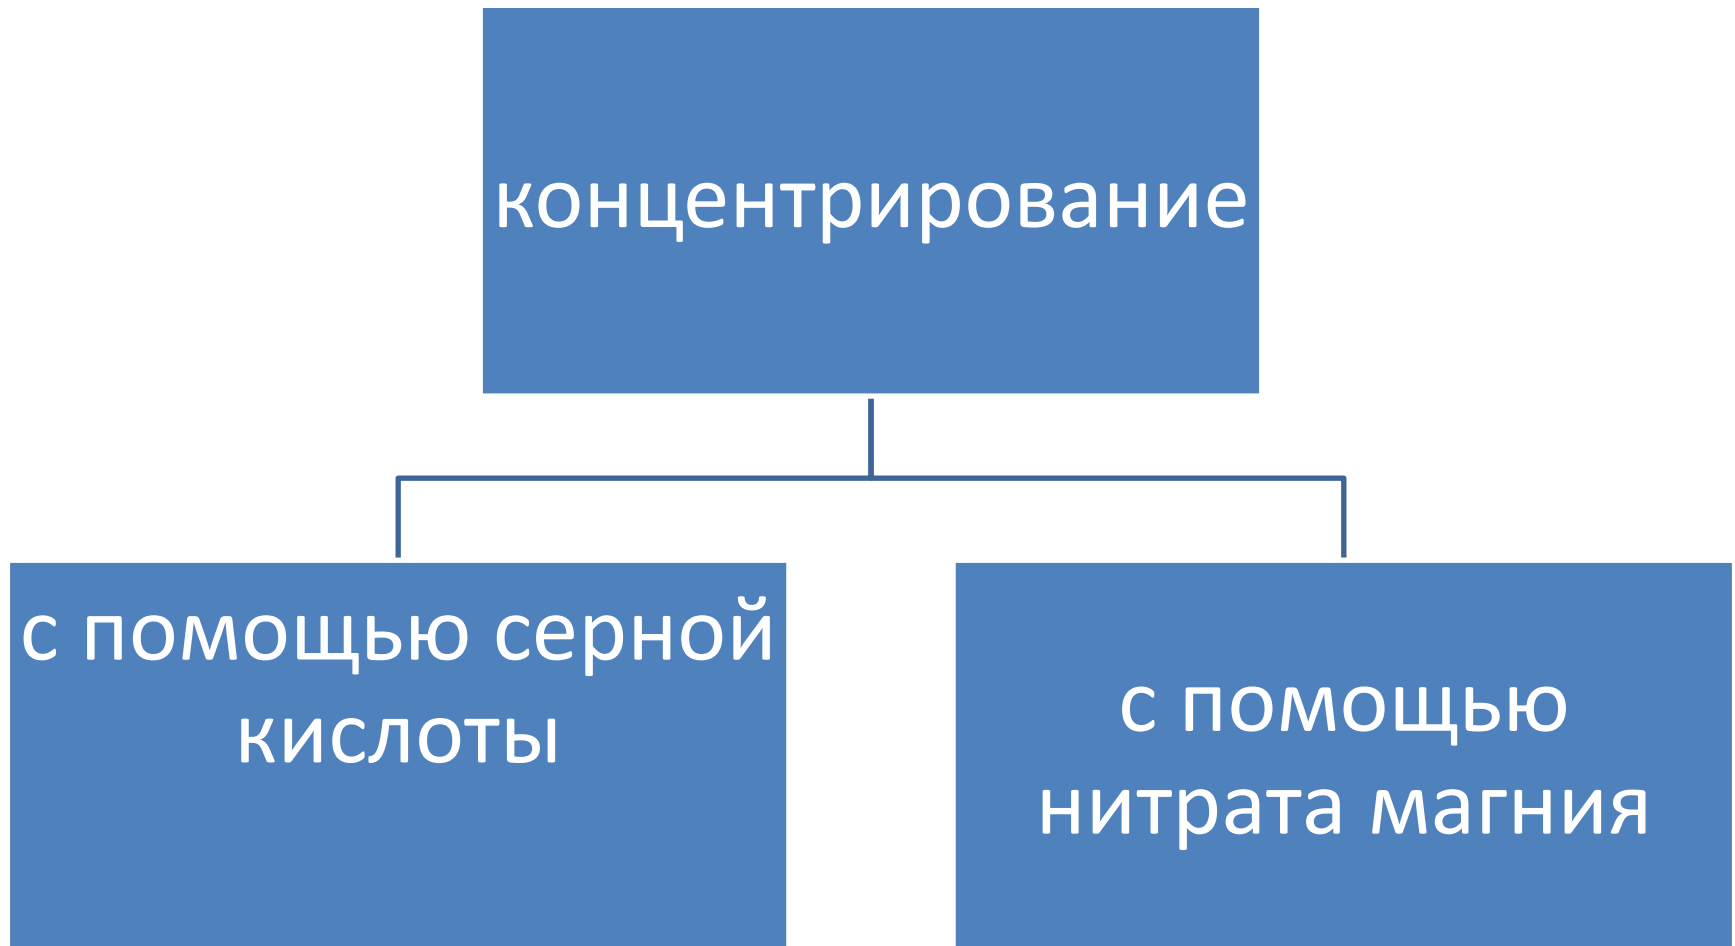 концентрирование
с помощью серной
кислоты
с помощью
нитрата магния